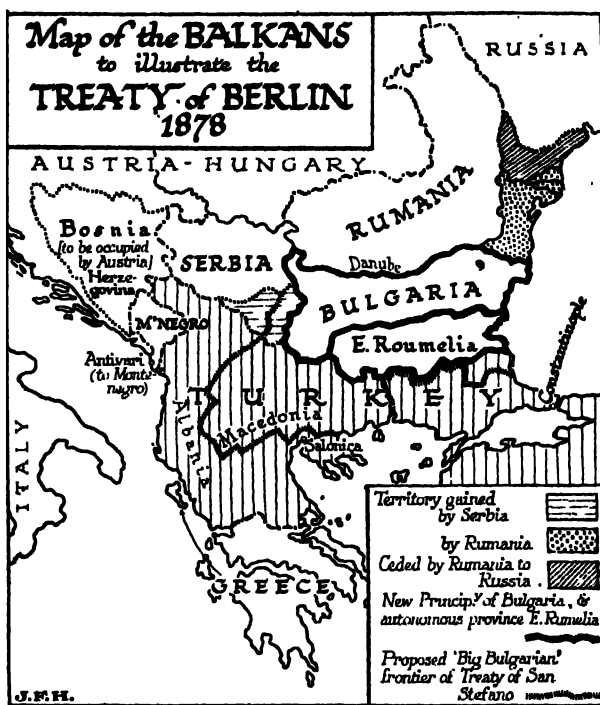 Map of the BALKANS
to illustrate the
TREATY of BERLIN
1878
RUSSIA
AUSTRIA-HUNGARY
RUMANIA
Bosnia
[to be occupied
by Austria]
Herze-
govina
SERBIA
Danube
BULGARIA
MTNEGRO
E. Roumelia
Constantinople
Antivari
(to Monte
negro)
TURKEY
Macedonia
Albania
Salonica
ITALY
GREECE
Territory gained
by Serbia
by Rumania
Ceded by Rumania to
Russia .
New Principy. of Bulgaria, &
autonomous province E. Rumelia
Proposed 'Big Bulgarian'
frontier of Treaty of San
Stefano
J.F.H.